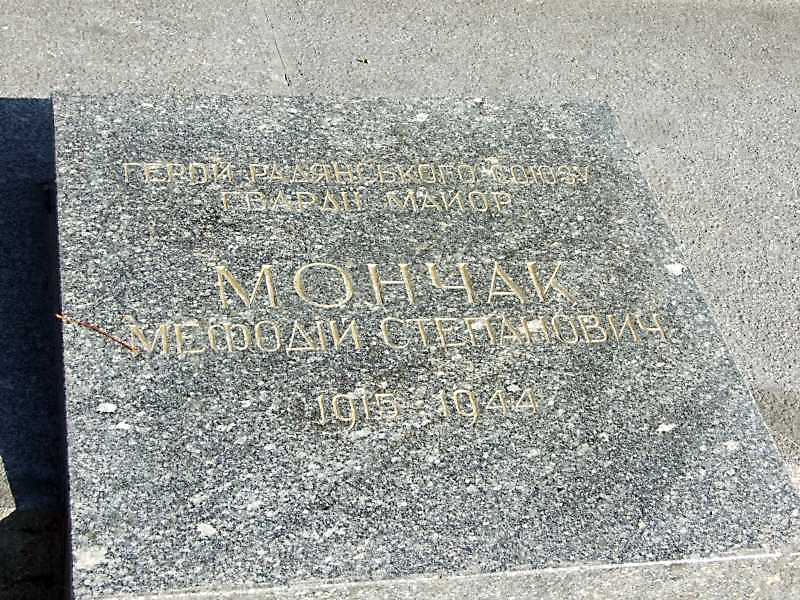 ГЕРОЙ РАДЯНСЬКОГО СОЮЗУ
ГВАРДІЇ МАЙОР
МОНЧАК
МЕФОДІЙ СТЕПАНОВИЧ
1915 - 1944